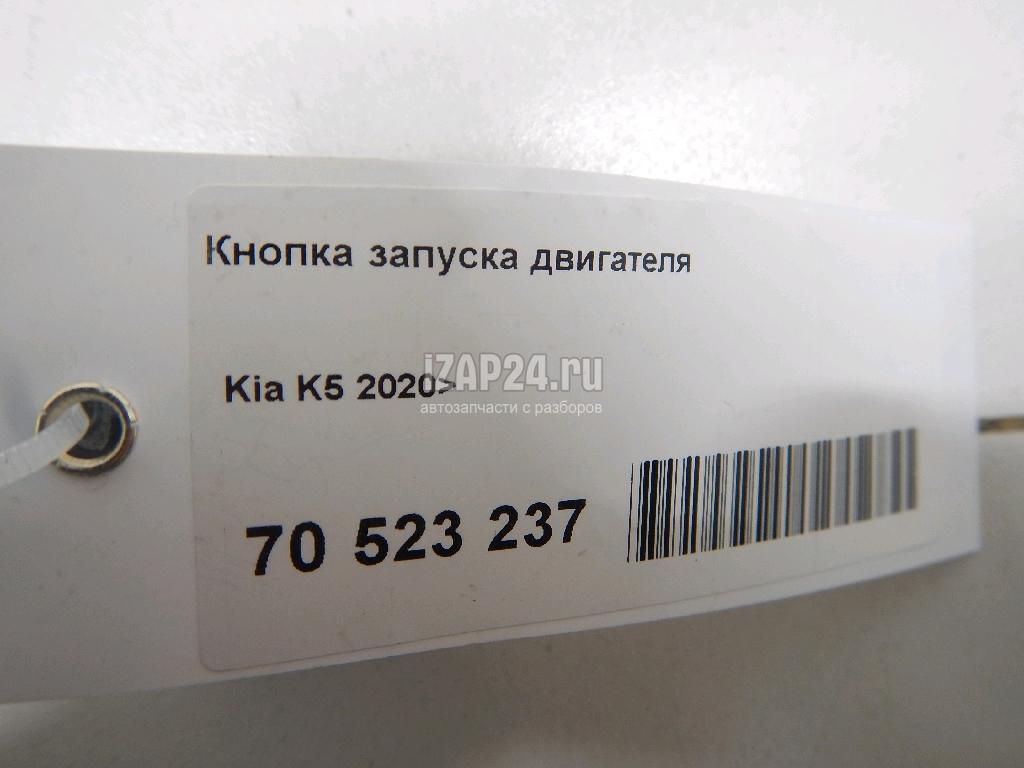 Кнопка запуска двигателя
iZAP24.ru
Kia K5 2020>
автозапчасти с разборов
70 523 237